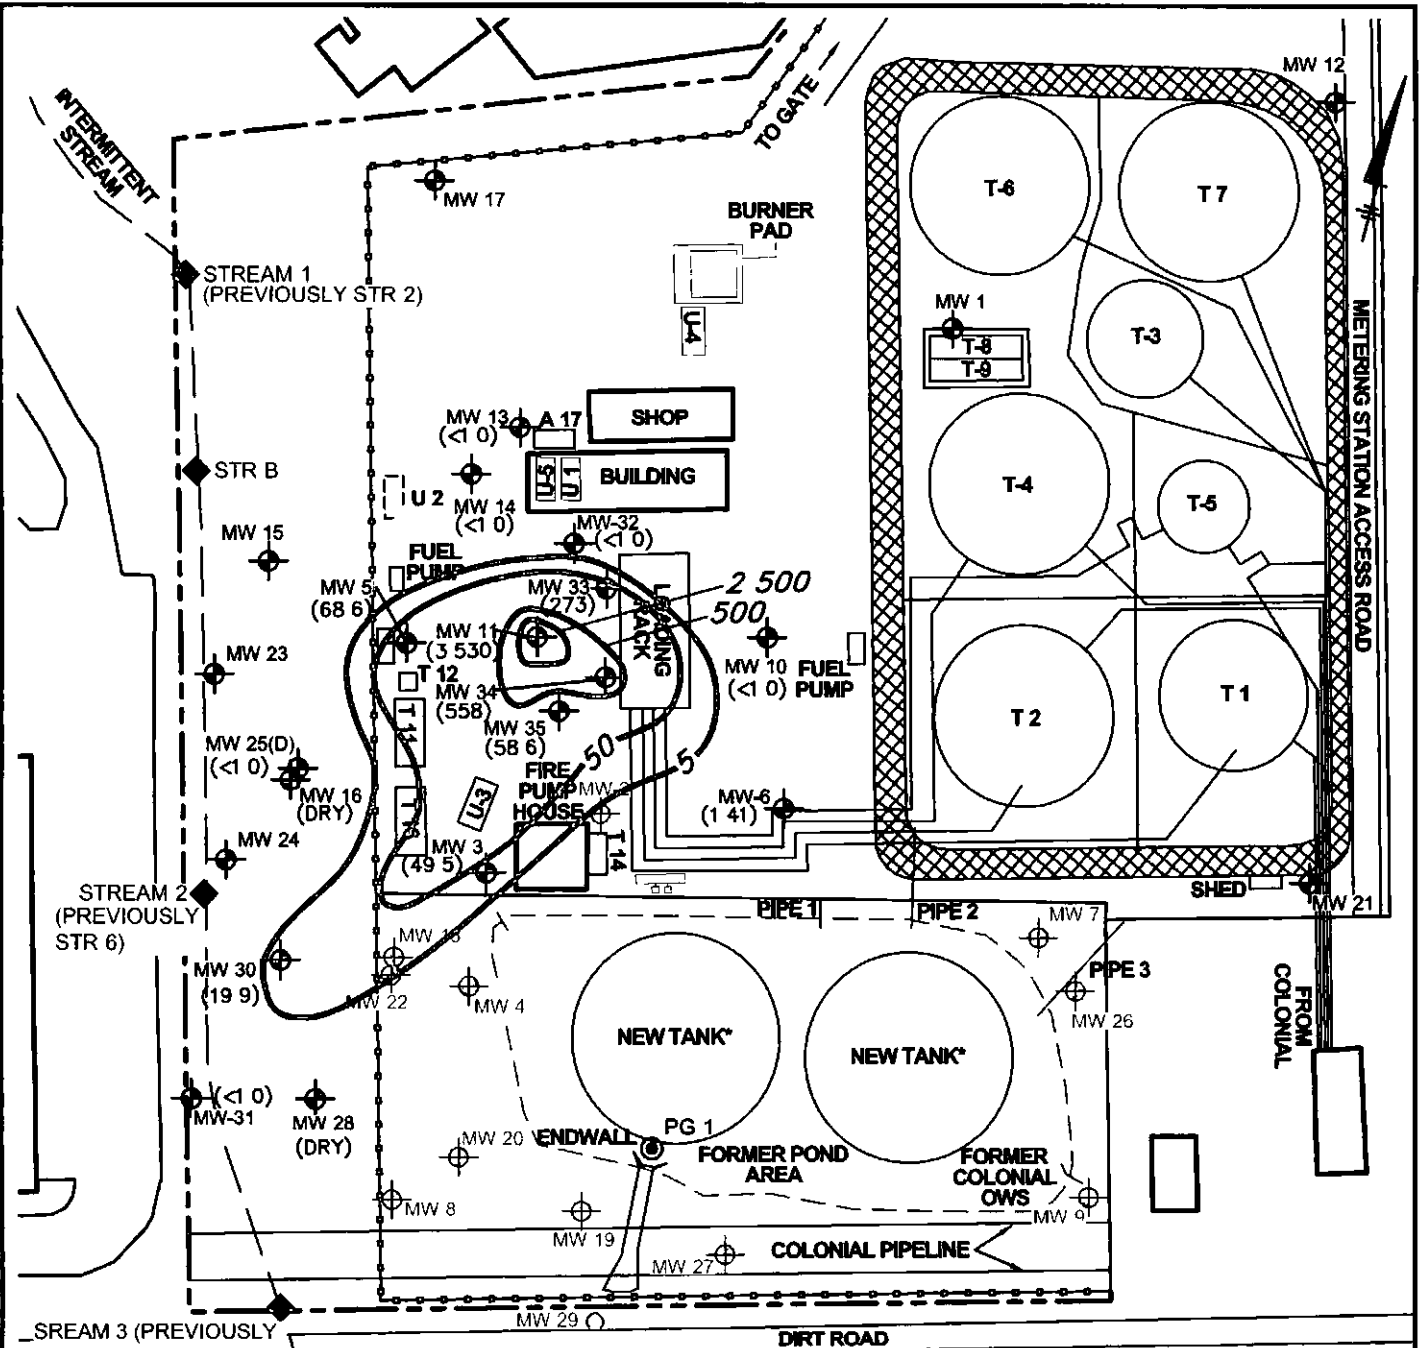 MW 12
INTERMITTENT
STREAM
TO GATE
MW 17
BURNER
PAD
T-6
T 7
STREAM 1
(PREVIOUSLY STR 2)
U-4
MW 1
T-8
T-9
T-3
METERING STATION ACCESS ROAD
MW 13
(<1 0)
A 17
SHOP
STR B
U 2
MW 14
(<1 0)
U-5
U 1
BUILDING
T-4
T-5
MW-32
(<1 0)
MW 15
FUEL
PUMP
MW 5
(68 6)
MW 33
(273)
LOADING
RACK
2 500
500
MW 11
(3 530)
MW 23
T 12
MW 34
(558)
MW 10
(<1 0)
FUEL
PUMP
T 2
T 1
T 11
MW 35
(58 6)
MW 25(D)
(<1 0)
50
5
MW 16
(DRY)
FIRE
PUMP
HOUSE
U-3
MW-6
(1 41)
MW 24
MW 3
(49 5)
T 14
STREAM 2
(PREVIOUSLY
STR 6)
SHED
MW 21
PIPE 1
PIPE 2
MW 7
MW 30
(19 9)
MW 22
MW 4
PIPE 3
MW 26
FROM
COLONIAL
NEW TANK*
NEW TANK*
(<1 0)
MW-31
MW 28
(DRY)
MW 20
ENDWALL
PG 1
FORMER POND
AREA
FORMER
COLONIAL
OWS
MW 8
MW 19
MW 9
MW 27
COLONIAL PIPELINE
SREAM 3 (PREVIOUSLY
MW 29
DIRT ROAD